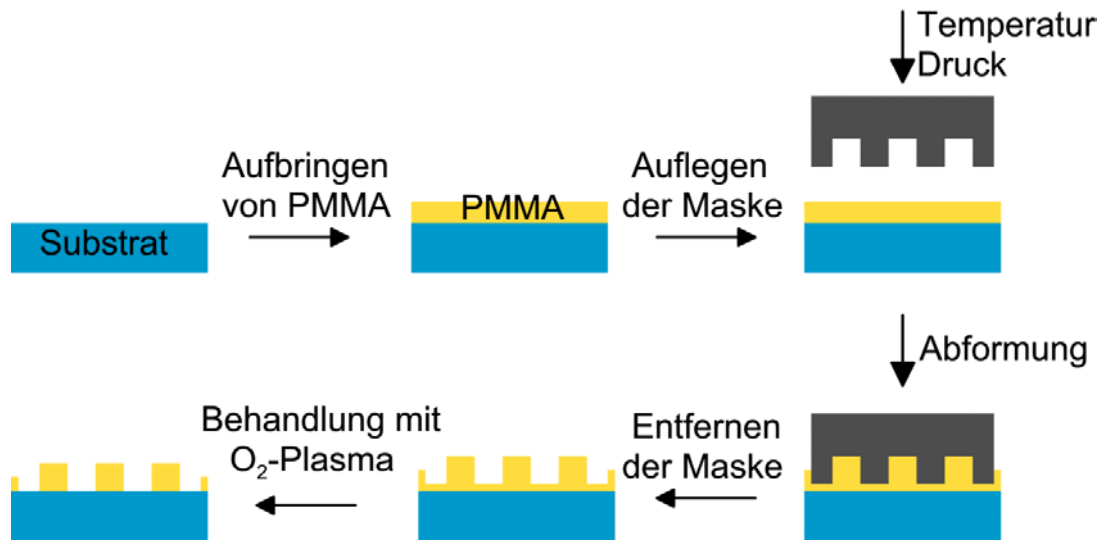 Temperatur
Druck
Aufbringen
von PMMA
Auflegen
der Maske
Substrat
PMMA
Abformung
Entfernen
der Maske
Behandlung mit
O₂-Plasma